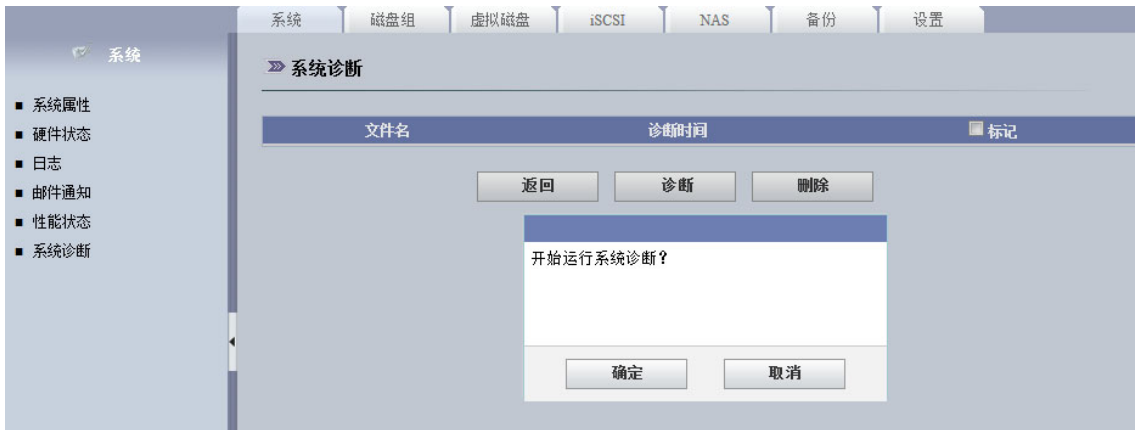 系统 磁盘组 虚拟磁盘 iSCSI NAS 备份 设置
系统
系统诊断
系统属性
硬件状态
日志
邮件通知
性能状态
系统诊断
文件名 诊断时间 标记
返回 诊断 删除
开始运行系统诊断?
确定 取消